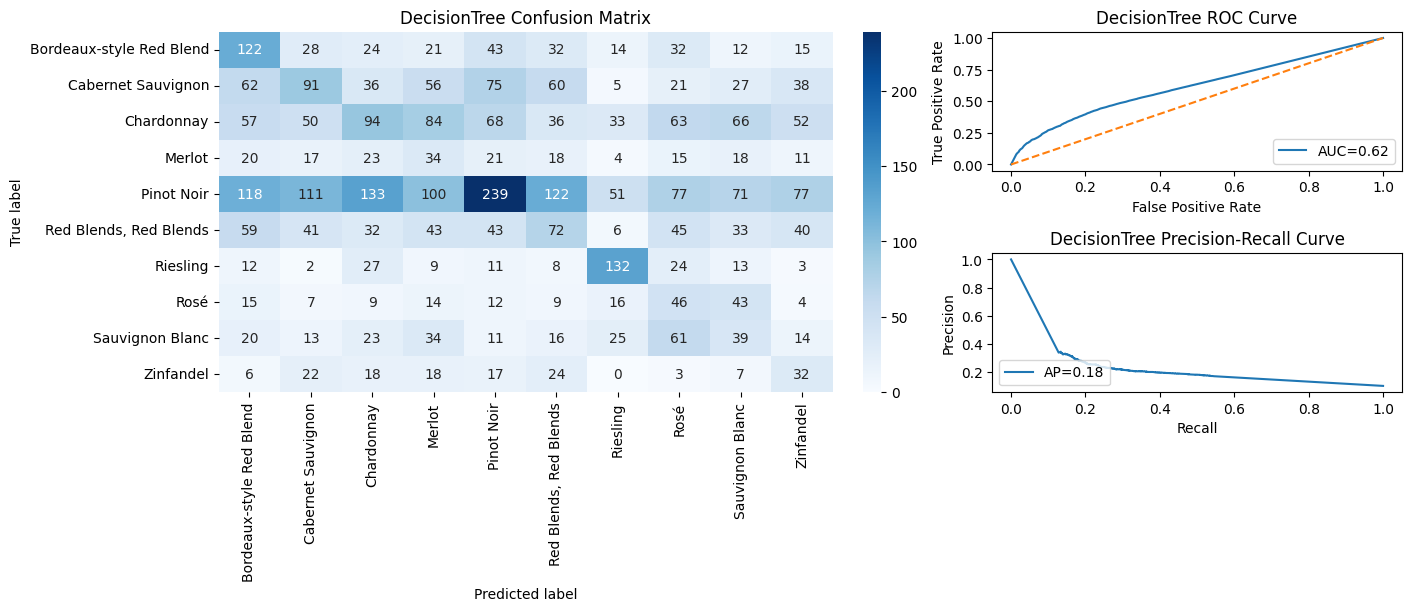 DecisionTree Confusion Matrix
True label
Bordeaux-style Red Blend 122 28 24 21 43 32 14 32 12 15
Cabernet Sauvignon 62 91 36 56 75 60 5 21 27 38
Chardonnay 57 50 94 84 68 36 33 63 66 52
Merlot 20 17 23 34 21 18 4 15 18 11
Pinot Noir 118 111 133 100 239 122 51 77 71 77
Red Blends, Red Blends 59 41 32 43 43 72 6 45 33 40
Riesling 12 2 27 9 11 8 132 24 13 3
Rosé 15 7 9 14 12 9 16 46 43 4
Sauvignon Blanc 20 13 23 34 11 16 25 61 39 14
Zinfandel 6 22 18 18 17 24 0 3 7 32
Bordeaux-style Red Blend
Cabernet Sauvignon
Chardonnay
Merlot
Pinot Noir
Red Blends, Red Blends
Riesling
Rosé
Sauvignon Blanc
Zinfandel
Predicted label
200
150
100
50
0
DecisionTree ROC Curve
True Positive Rate
1.00
0.75
0.50
0.25
0.00
AUC=0.62
0.0 0.2 0.4 0.6 0.8 1.0
False Positive Rate
DecisionTree Precision-Recall Curve
Precision
1.0
0.8
0.6
0.4
0.2
AP=0.18
0.0 0.2 0.4 0.6 0.8 1.0
Recall